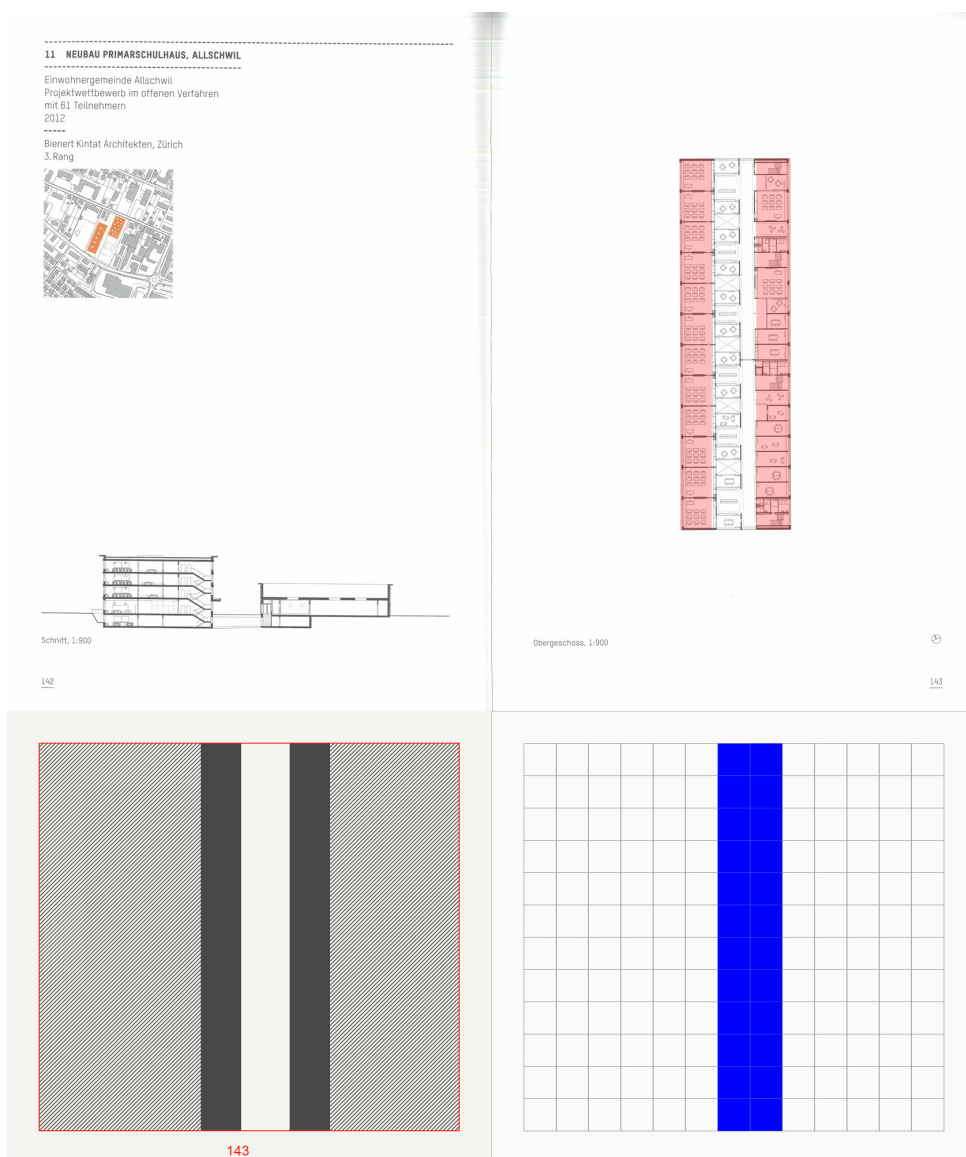 11 NEUBAU PRIMARSCHULHAUS, ALLSCHWIL
Einwohnergemeinde Allschwil
Projektwettbewerb im offenen Verfahren
mit 61 Teilnehmern
2012
Bienert Kintat Architekten, Zürich
3. Rang
Schnitt, 1:900
142
Obergeschoss, 1:900
143
143